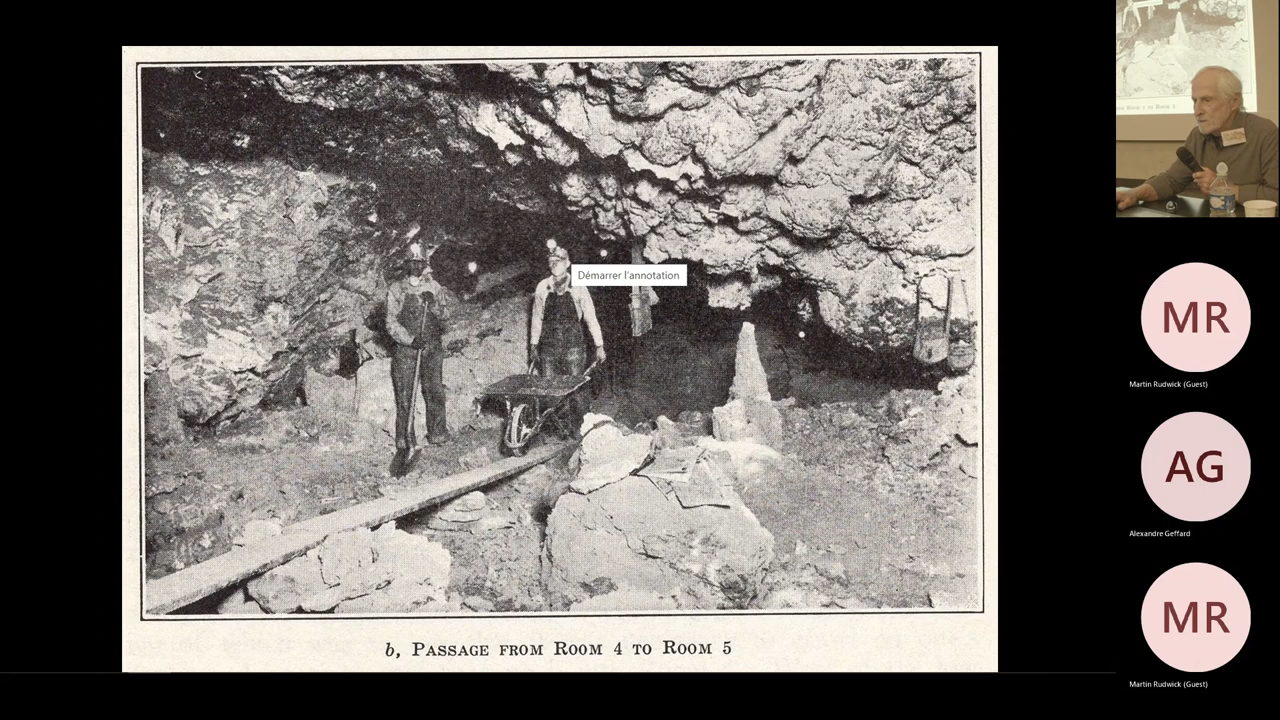 Démarrer l'annotation
b, Passage from Room 4 to Room 5
MR
Martin Rudwick (Guest)
AG
Alexandre Geffard
MR
Martin Rudwick (Guest)